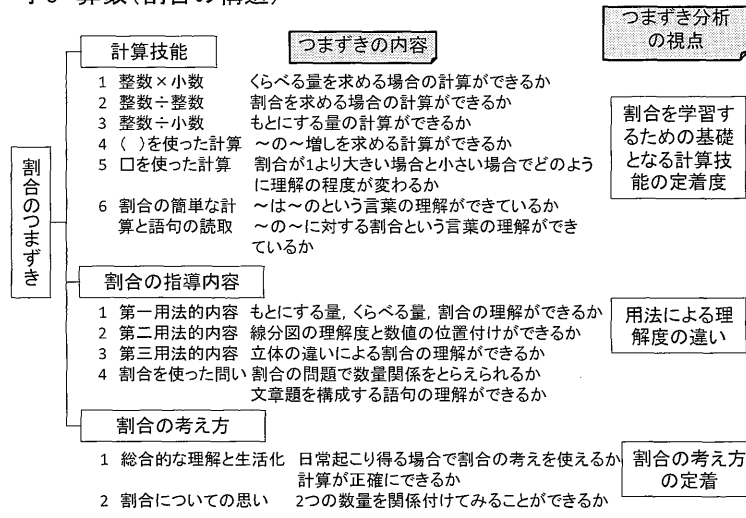 つまずきの内容
つまずき分析
の視点
割合のつまずき
計算技能
1 整数×小数 くらべる量を求める場合の計算ができるか
2 整数÷整数 割合を求める場合の計算ができるか
3 整数÷小数 もとにする量の計算ができるか
4 ( )を使った計算 ～の～増しを求める計算ができるか
5 口を使った計算 割合が1より大きい場合と小さい場合でどのよう
に理解の程度が変わるか
6 割合の簡単な計 ～は～のという言葉の理解ができているか
算と語句の読取 ～の～に対する割合という言葉の理解ができ
ているか
割合を学習す
るための基礎
となる計算技
能の定着度
割合の指導内容
1 第一用法的内容 もとにする量，くらべる量，割合の理解ができるか
2 第二用法的内容 線分図の理解度と数値の位置付けができるか
3 第三用法的内容 立体の違いによる割合の理解ができるか
4 割合を使った問い 割合の問題で数量関係をとらえられるか
文章題を構成する語句の理解ができるか
用法による理
解度の違い
割合の考え方
1 総合的な理解と生活化 日常起こり得る場合で割合の考えを使えるか
計算が正確にできるか
2 割合についての思い 2つの数量を関係付けてみることができるか
割合の考え方
の定着